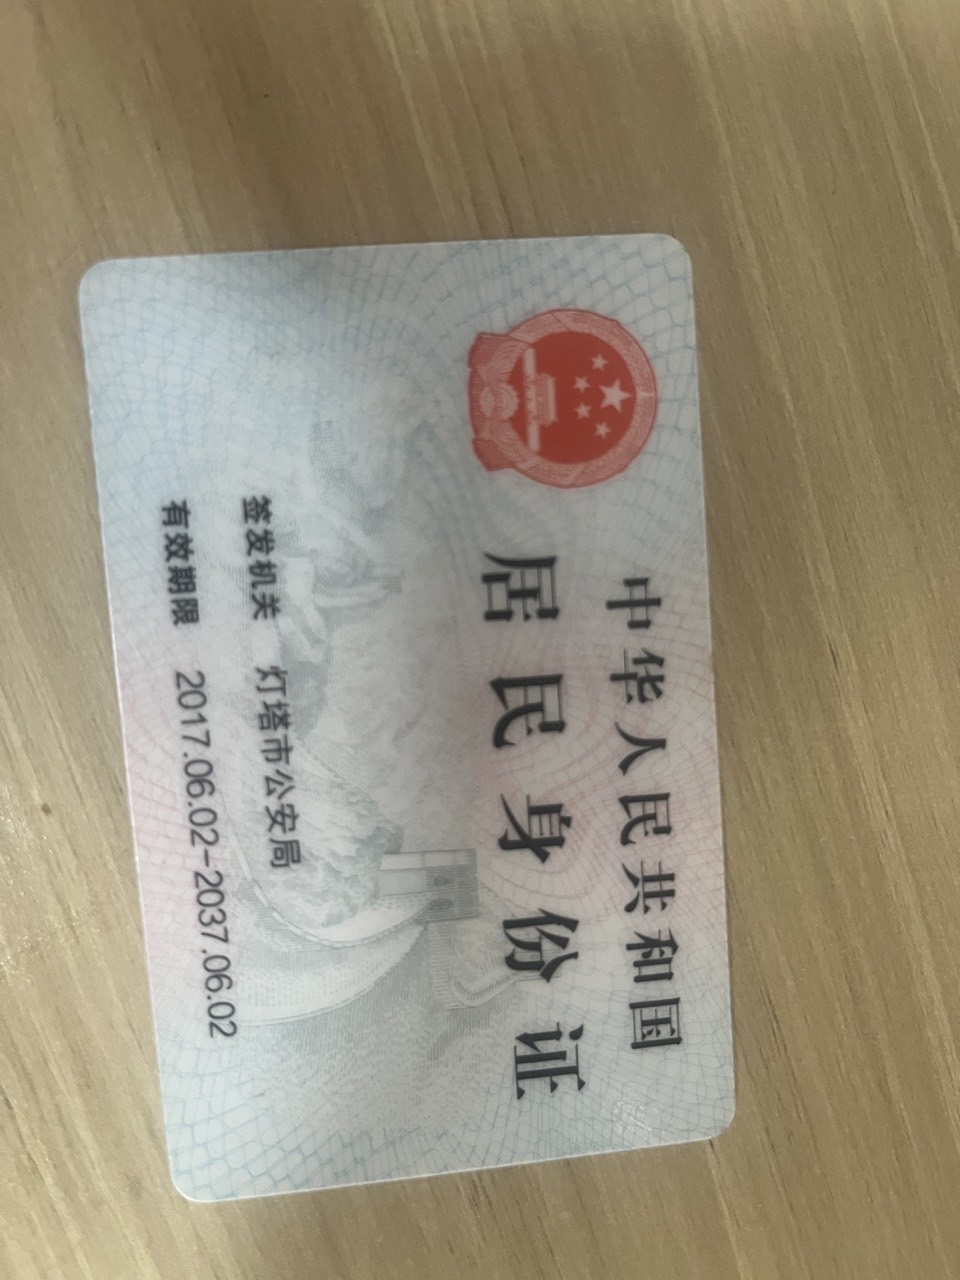 中华人民共和国
居民身份证
签发机关 灯塔市公安局
有效期限 2017.06.02-2037.06.02